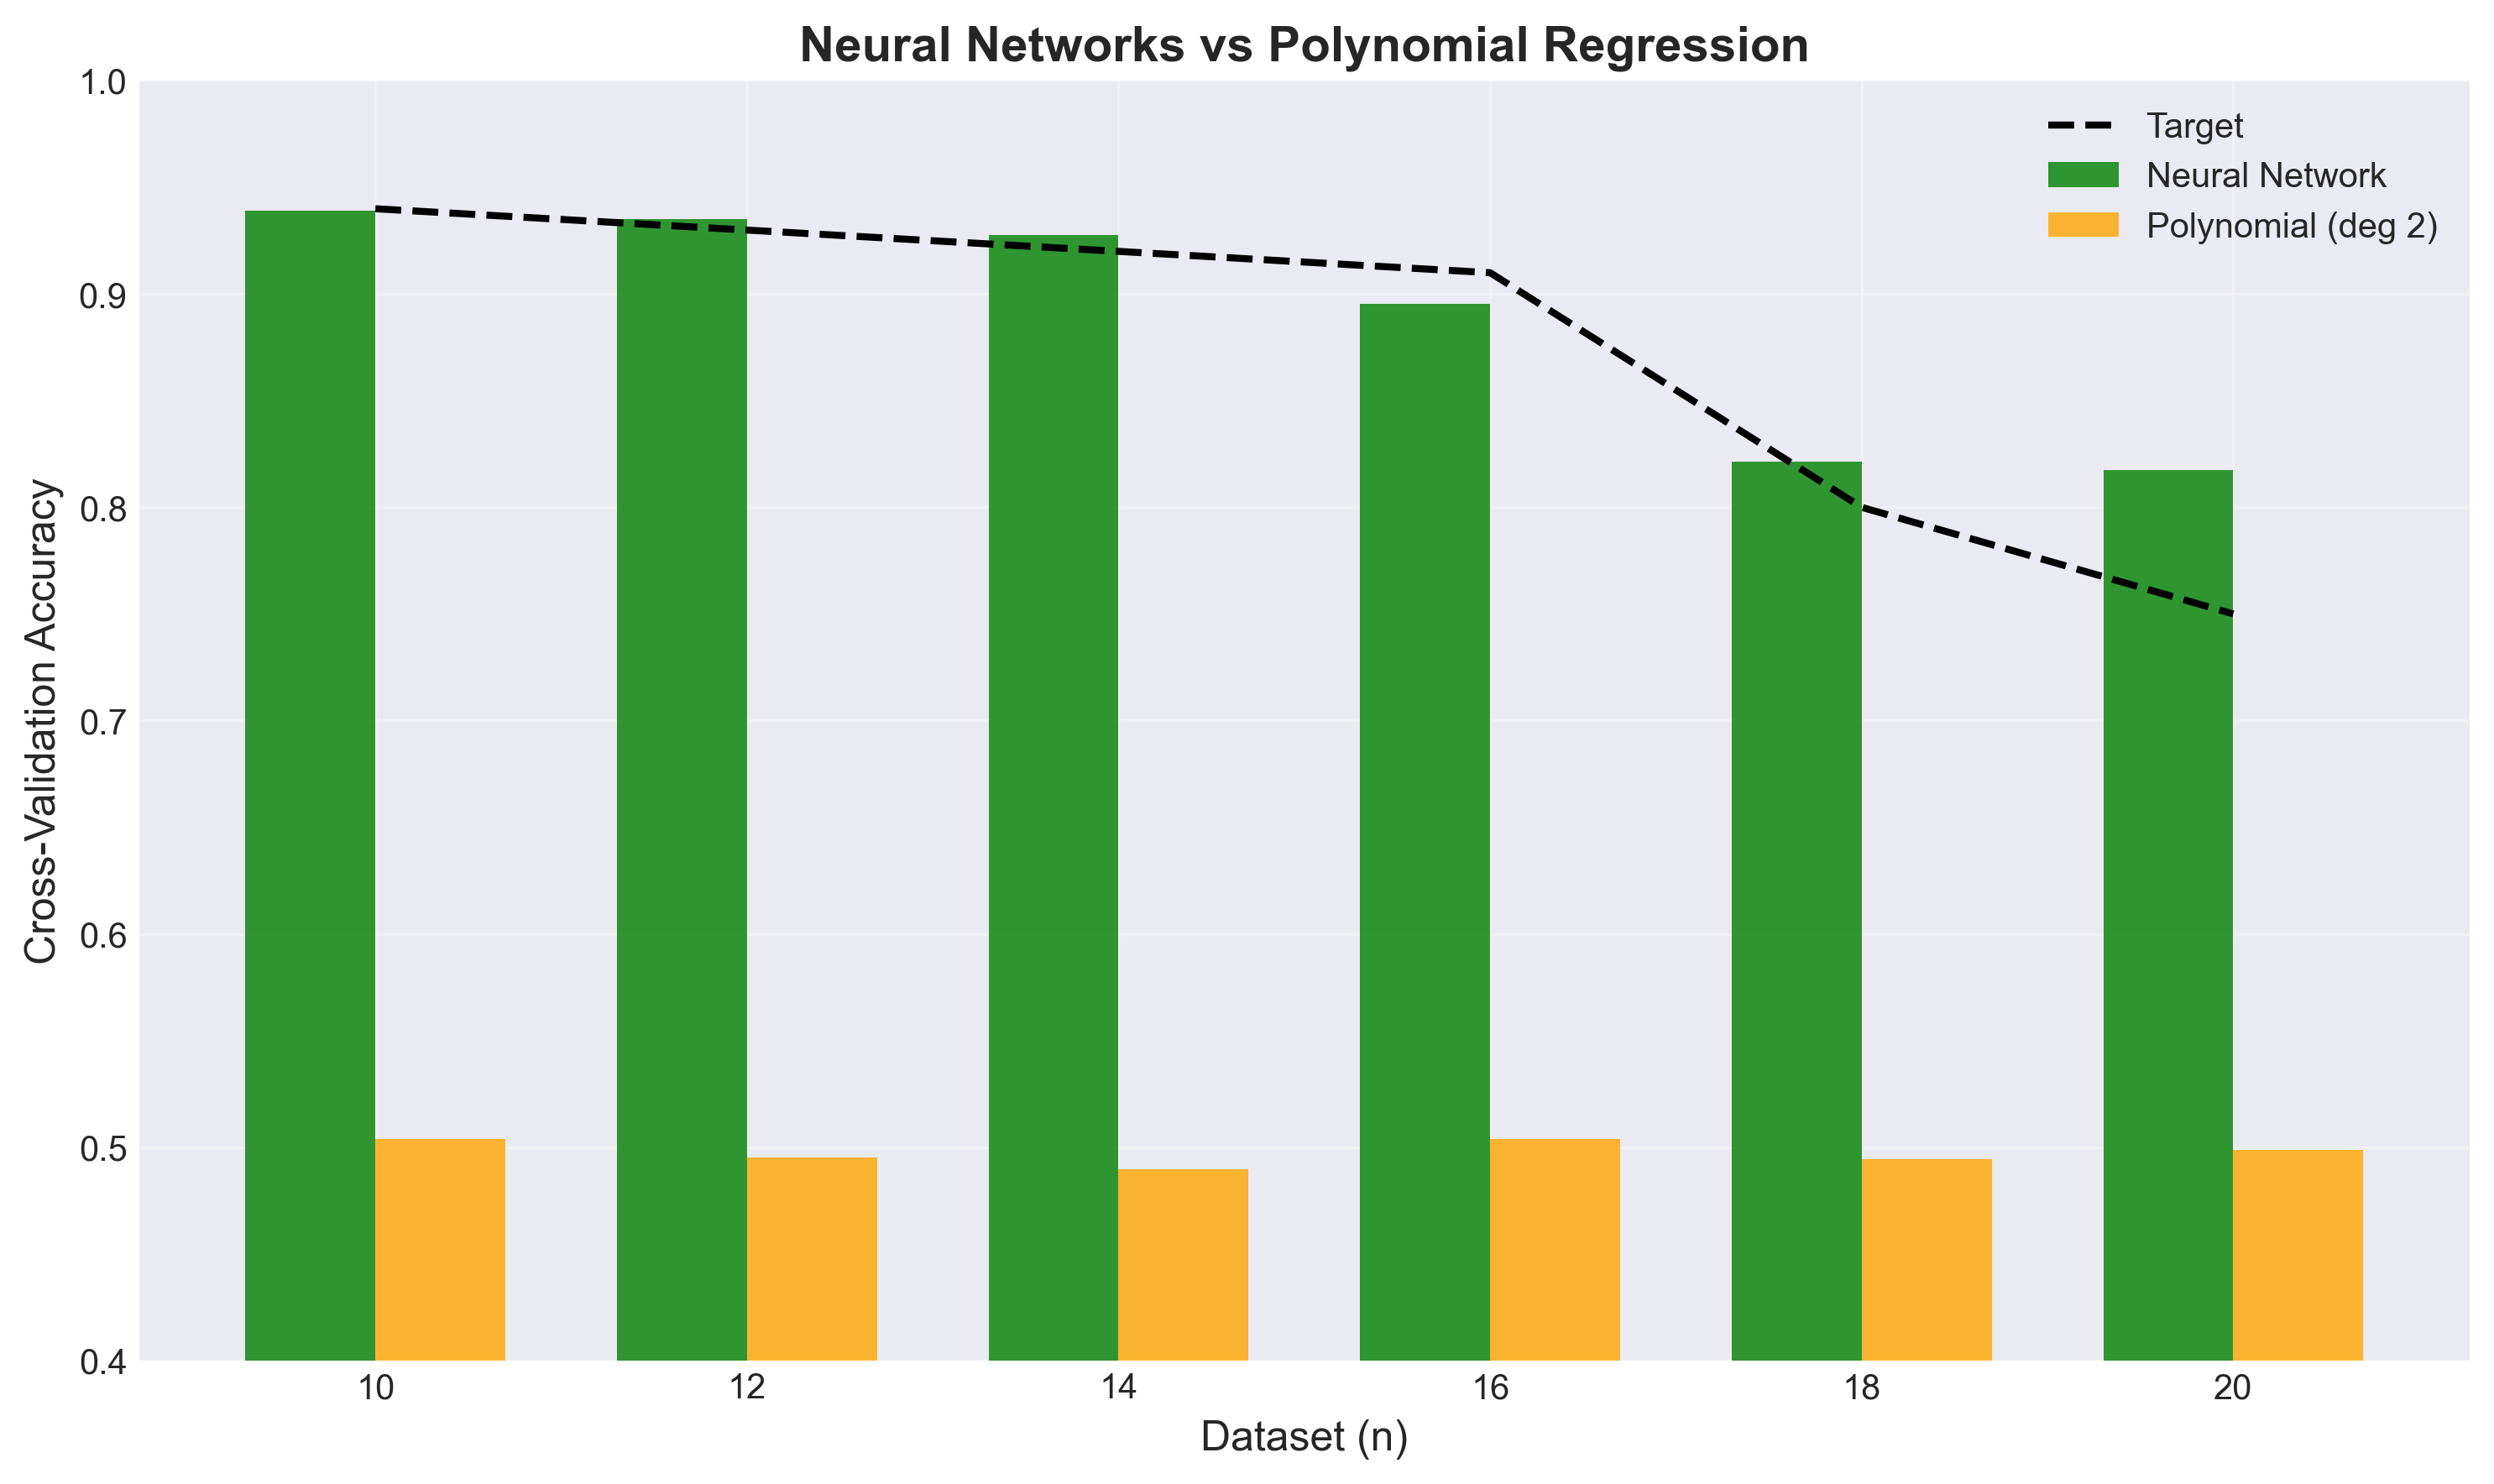 Neural Networks vs Polynomial Regression
1.0
0.9
0.8
0.7
0.6
0.5
0.4
Cross-Validation Accuracy
Target
Neural Network
Polynomial (deg 2)
10 12 14 16 18 20
Dataset (n)